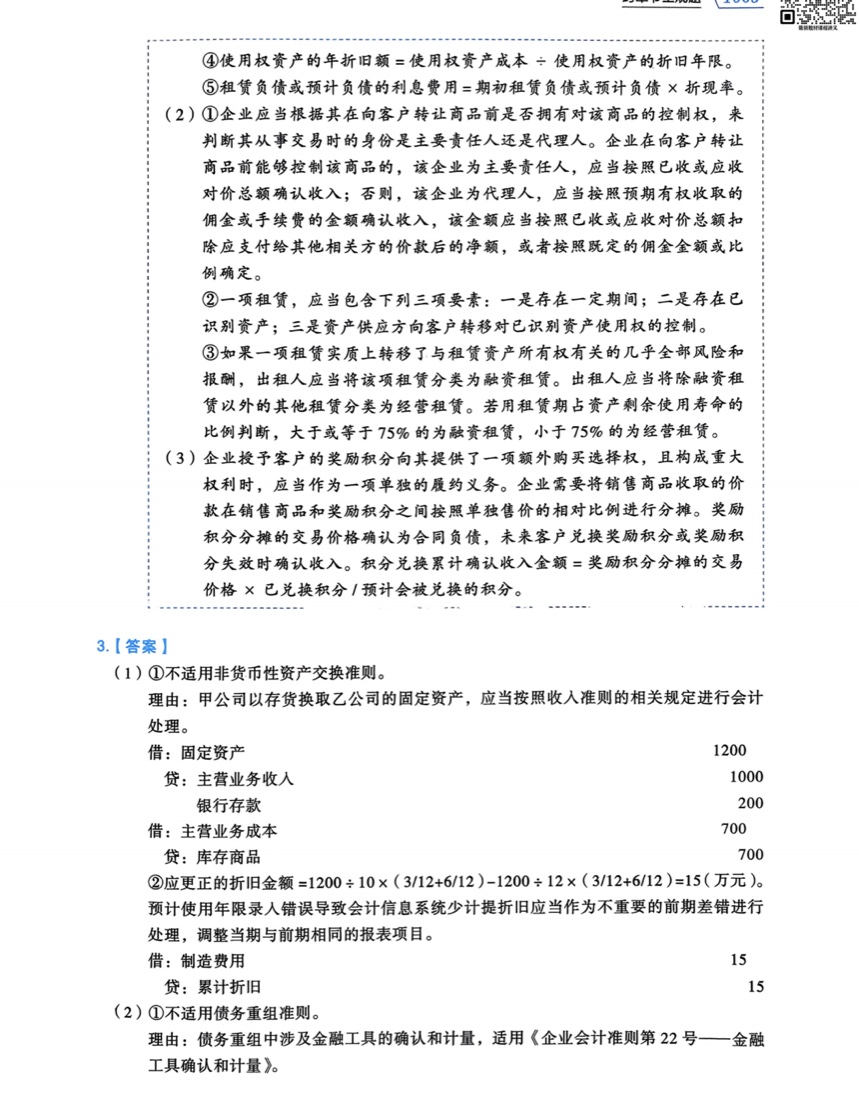 ④使用权资产的年折旧额 = 使用权资产成本 ÷ 使用权资产的折旧年限。
⑤租赁负债或预计负债的利息费用 = 期初租赁负债或预计负债 × 折现率。
（2）①企业应当根据其在向客户转让商品前是否拥有对该商品的控制权，来
判断其从事交易时的身份是主要责任人还是代理人。企业在向客户转让
商品前能够控制该商品的，该企业为主要责任人，应当按照已收或应收
对价总额确认收入；否则，该企业为代理人，应当按照预期有权收取的
佣金或手续费的金额确认收入，该金额应当按照已收或应收对价总额扣
除应支付给其他相关方的价款后的净额，或者按照既定的佣金金额或比
例确定。
②一项租赁，应当包含下列三项要素：一是存在一定期间；二是存在已
识别资产；三是资产供应方向客户转移对已识别资产使用权的控制。
③如果一项租赁实质上转移了与租赁资产所有权有关的几乎全部风险和
报酬，出租人应当将该项租赁分类为融资租赁。出租人应当将除融资租
赁以外的其他租赁分类为经营租赁。若用租赁期占资产剩余使用寿命的
比例判断，大于或等于 75% 的为融资租赁，小于 75% 的为经营租赁。
（3）企业授予客户的奖励积分向其提供了一项额外购买选择权，且构成重大
权利时，应当作为一项单独的履约义务。企业需要将销售商品收取的价
款在销售商品和奖励积分之间按照单独售价的相对比例进行分摊。奖励
积分分摊的交易价格确认为合同负债，未来客户兑换奖励积分或奖励积
分失效时确认收入。积分兑换累计确认收入金额 = 奖励积分分摊的交易
价格 × 已兑换积分 / 预计会被兑换的积分。
3.【答案】
（1）①不适用非货币性资产交换准则。
理由：甲公司以存货换取乙公司的固定资产，应当按照收入准则的相关规定进行会计
处理。
借：固定资产 1200
贷：主营业务收入 1000
银行存款 200
借：主营业务成本 700
贷：库存商品 700
②应更正的折旧金额 =1200÷10×（3/12+6/12）-1200÷12×（3/12+6/12）=15（万元）。
预计使用年限录入错误导致会计信息系统少计提折旧应当作为不重要的前期差错进行
处理，调整当期与前期相同的报表项目。
借：制造费用 15
贷：累计折旧 15
（2）①不适用债务重组准则。
理由：债务重组中涉及金融工具的确认和计量，适用《企业会计准则第 22 号——金融
工具确认和计量》。